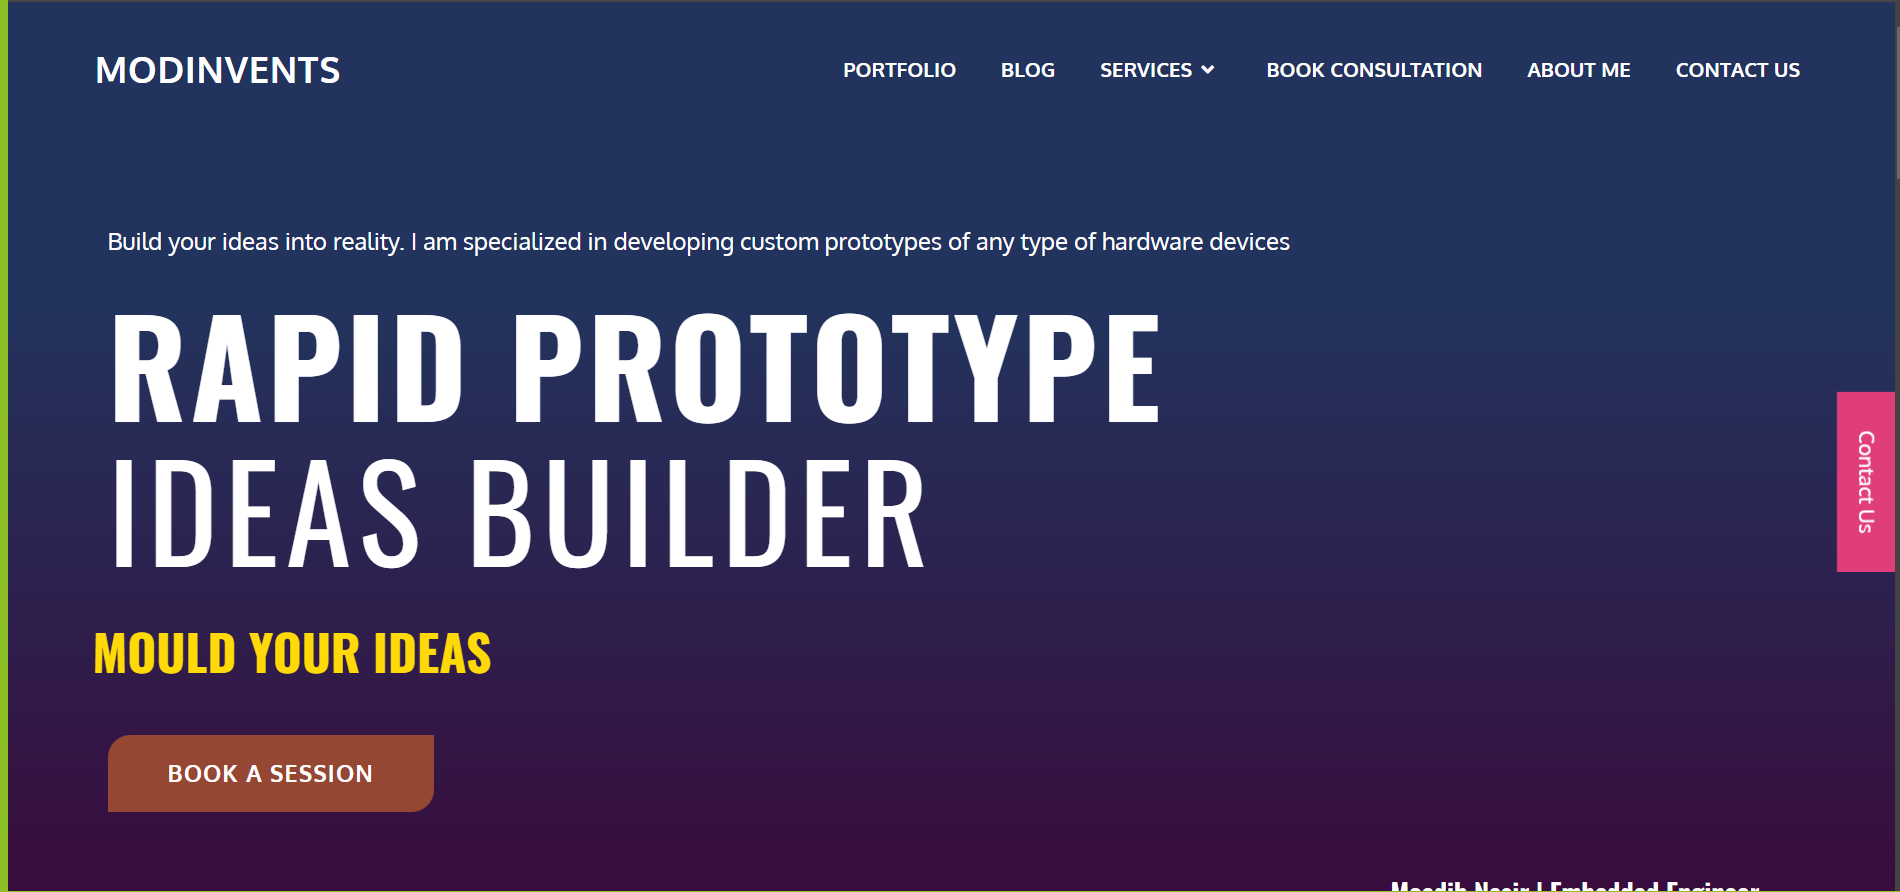 MODINVENTS
PORTFOLIO BLOG SERVICES BOOK CONSULTATION ABOUT ME CONTACT US
Build your ideas into reality. I am specialized in developing custom prototypes of any type of hardware devices
RAPID PROTOTYPE
IDEAS BUILDER
Contact Us
MOULD YOUR IDEAS
BOOK A SESSION
Nasir | Embedded Engineer